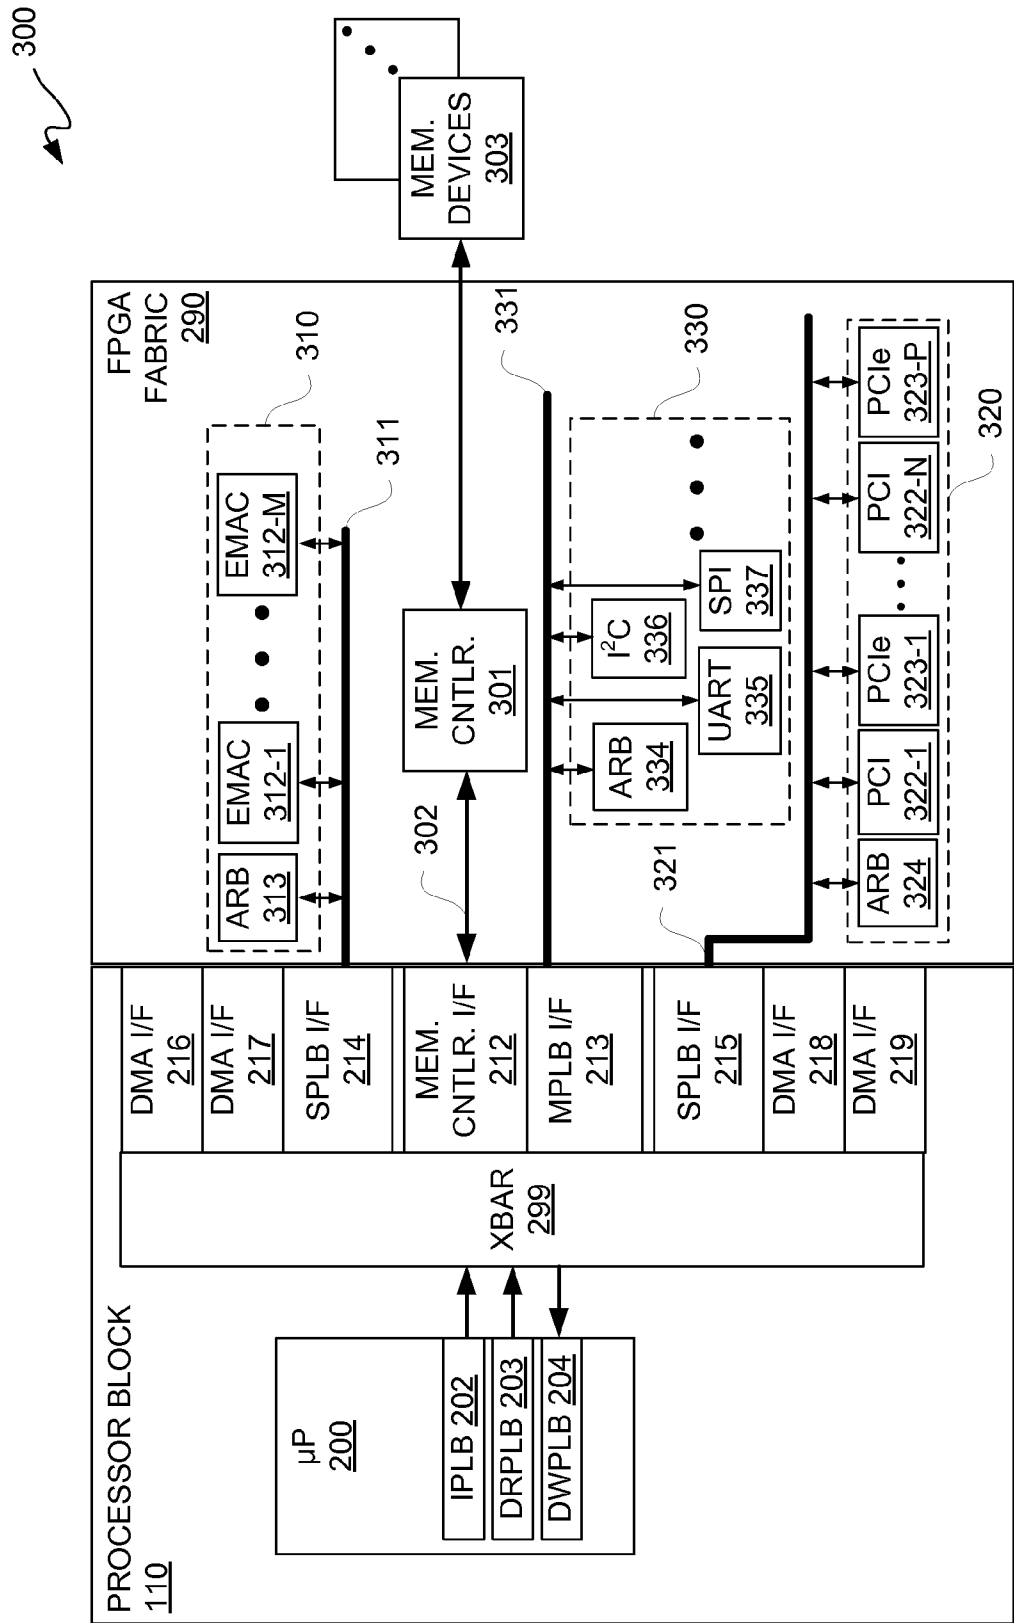 300
PROCESSOR BLOCK
110
µP
200
IPLB 202
DRPLB 203
DWPLB 204
XBAR
299
DMA I/F
216
DMA I/F
217
SPLB I/F
214
MEM.
CNTLR. I/F
212
MPLB I/F
213
SPLB I/F
215
DMA I/F
218
DMA I/F
219
FPGA
FABRIC
290
310
ARB
313
EMAC
312-1
EMAC
312-M
311
302
MEM.
CNTLR.
301
MEM.
DEVICES
303
331
330
ARB
334
UART
335
I²C
336
SPI
337
321
ARB
324
PCI
322-1
PCIe
323-1
PCI
322-N
PCIe
323-P
320